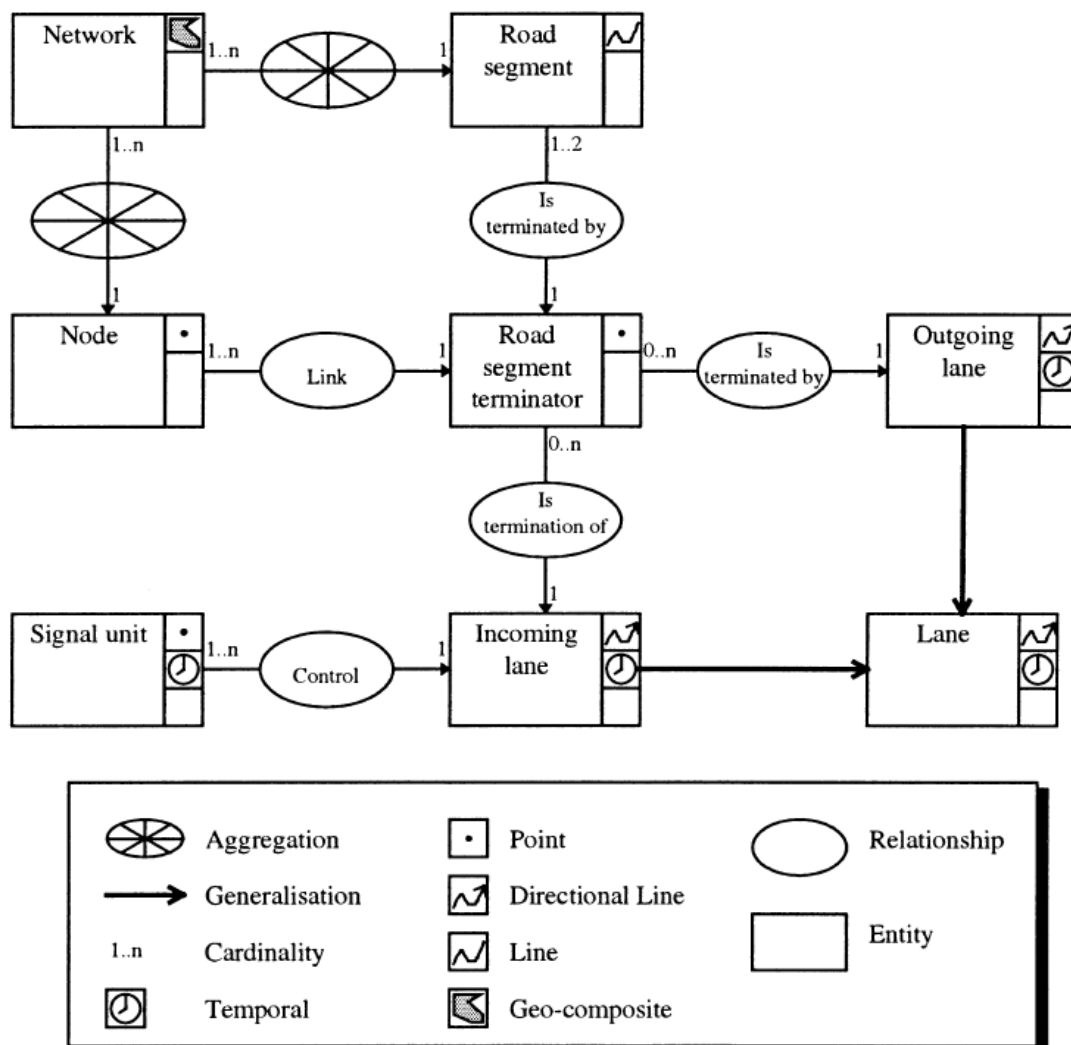 Network
1..n
1
Road
segment
1..n
1..2
Is
terminated by
1
1
Node
1..n
Link
1
Road
segment
terminator
0..n
Is
terminated by
1
Outgoing
lane
0..n
Is
termination of
1
Signal unit
1..n
Control
1
Incoming
lane
Lane
Aggregation
Point
Relationship
Generalisation
Directional Line
1..n
Cardinality
Line
Entity
Temporal
Geo-composite